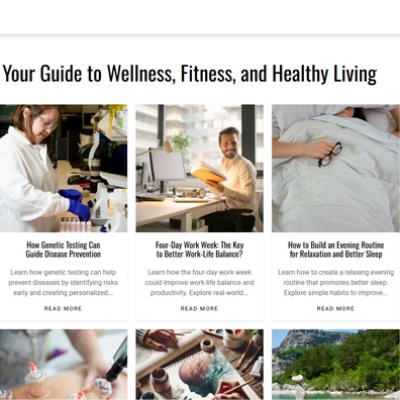 Your Guide to Wellness, Fitness, and Healthy Living
How Genetic Testing Can
Guide Disease Prevention
Learn how genetic testing can help
prevent diseases by identifying risks
early and creating personalized...
READ MORE
Four-Day Work Week: The Key
to Better Work-Life Balance?
Learn how the four-day work week
could improve work-life balance and
productivity. Explore real-world...
READ MORE
How to Build an Evening Routine
for Relaxation and Better Sleep
Learn how to create a relaxing evening
routine that promotes better sleep.
Explore simple habits to improve...
READ MORE